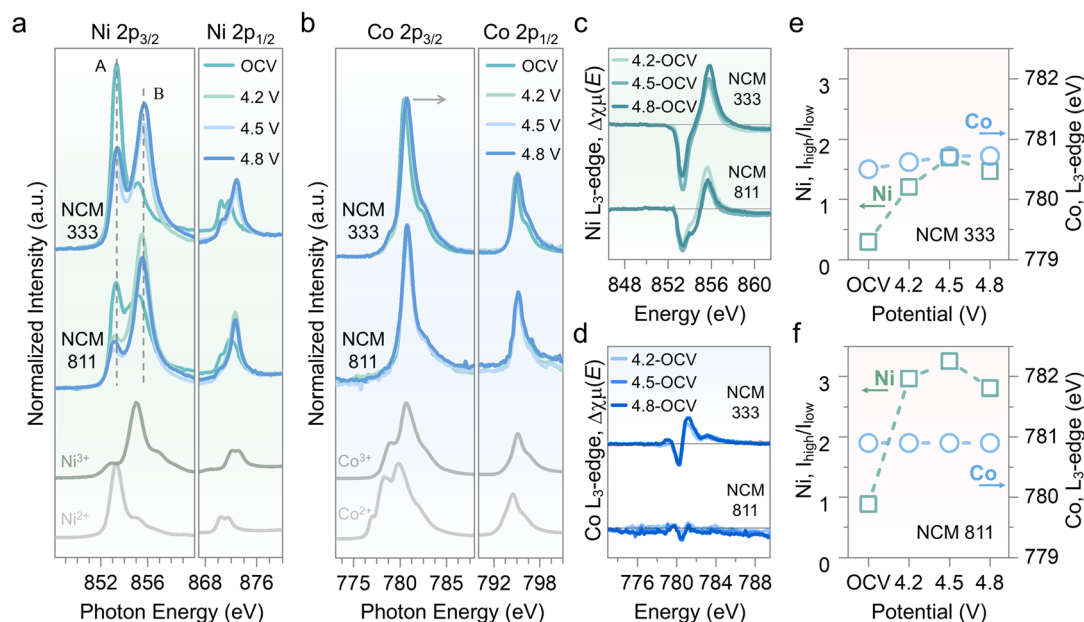 a
Ni 2p3/2
Ni 2p1/2
A
B
OCV
4.2 V
4.5 V
4.8 V
NCM
333
NCM
811
Ni3+
Ni2+
Normalized Intensity (a.u.)
852 856 868 876
Photon Energy (eV)
b
Co 2p3/2
Co 2p1/2
OCV
4.2 V
4.5 V
4.8 V
NCM
333
NCM
811
Co3+
Co2+
Normalized Intensity (a.u.)
775 780 785 792 798
Photon Energy (eV)
c
4.2-OCV
4.5-OCV
4.8-OCV
NCM
333
NCM
811
Ni L3-edge, Δχμ(E)
848 852 856 860
Energy (eV)
d
4.2-OCV
4.5-OCV
4.8-OCV
NCM
333
NCM
811
Co L3-edge, Δχμ(E)
776 780 784 788
Energy (eV)
e
3
2
1
0
Ni, Ihigh/Ilow
Co
Ni
NCM 333
782
781
780
779
Co, L3-edge (eV)
OCV 4.2 4.5 4.8
Potential (V)
f
3
2
1
0
Ni, Ihigh/Ilow
Ni
Co
NCM 811
782
781
780
779
Co, L3-edge (eV)
OCV 4.2 4.5 4.8
Potential (V)